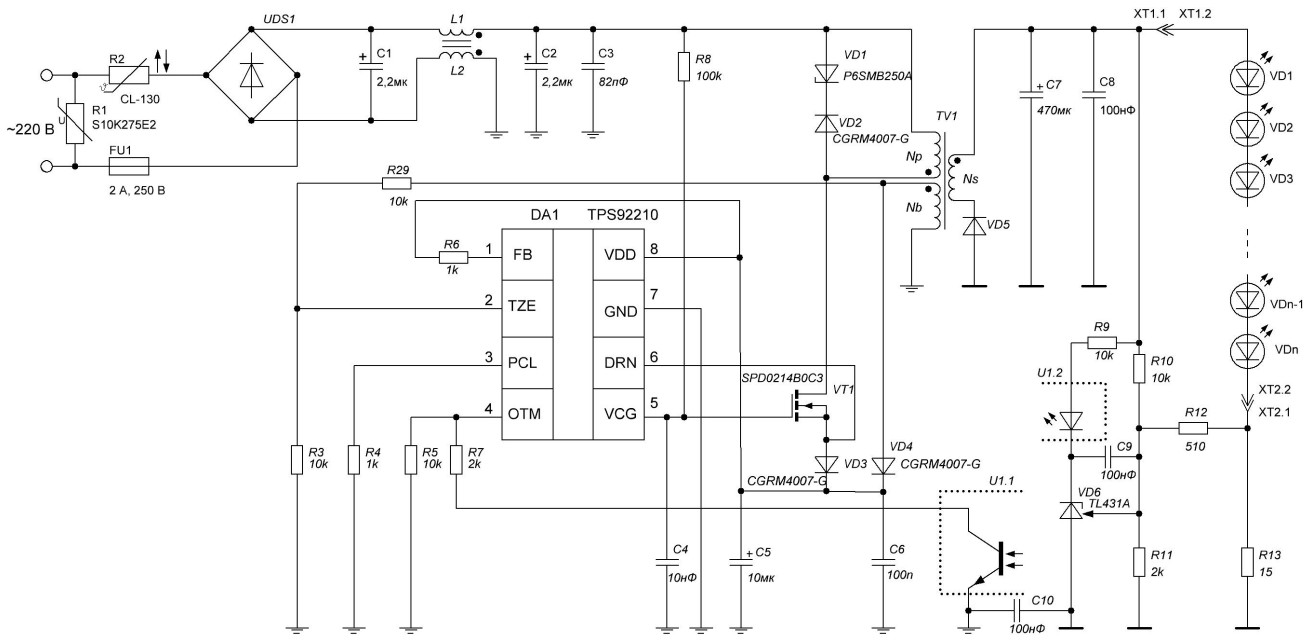 UDS1
L1
L2
XT1.1
XT1.2
R2
CL-130
R1
S10K275E2
U
~220 В
FU1
2 А, 250 В
+
C1
2,2мк
+
C2
2,2мк
C3
82пФ
R8
100k
VD1
P6SMB250A
VD2
CGRM4007-G
TV1
Np
Nb
Ns
VD5
+
C7
470мк
C8
100нФ
VD1
VD2
VD3
VDn-1
VDn
R29
10k
DA1
TPS92210
R6
1k
1
FB
VDD
8
2
TZE
GND
7
3
PCL
DRN
6
4
OTM
VCG
5
SPD0214B0C3
VT1
R9
10k
R10
10k
U1.2
XT2.2
XT2.1
R12
510
R3
10k
R4
1k
R5
10k
R7
2k
VD3
CGRM4007-G
VD4
CGRM4007-G
C9
100нФ
VD6
TL431A
U1.1
C4
10нФ
+
C5
10мк
C6
100n
R11
2k
R13
15
C10
100нФ